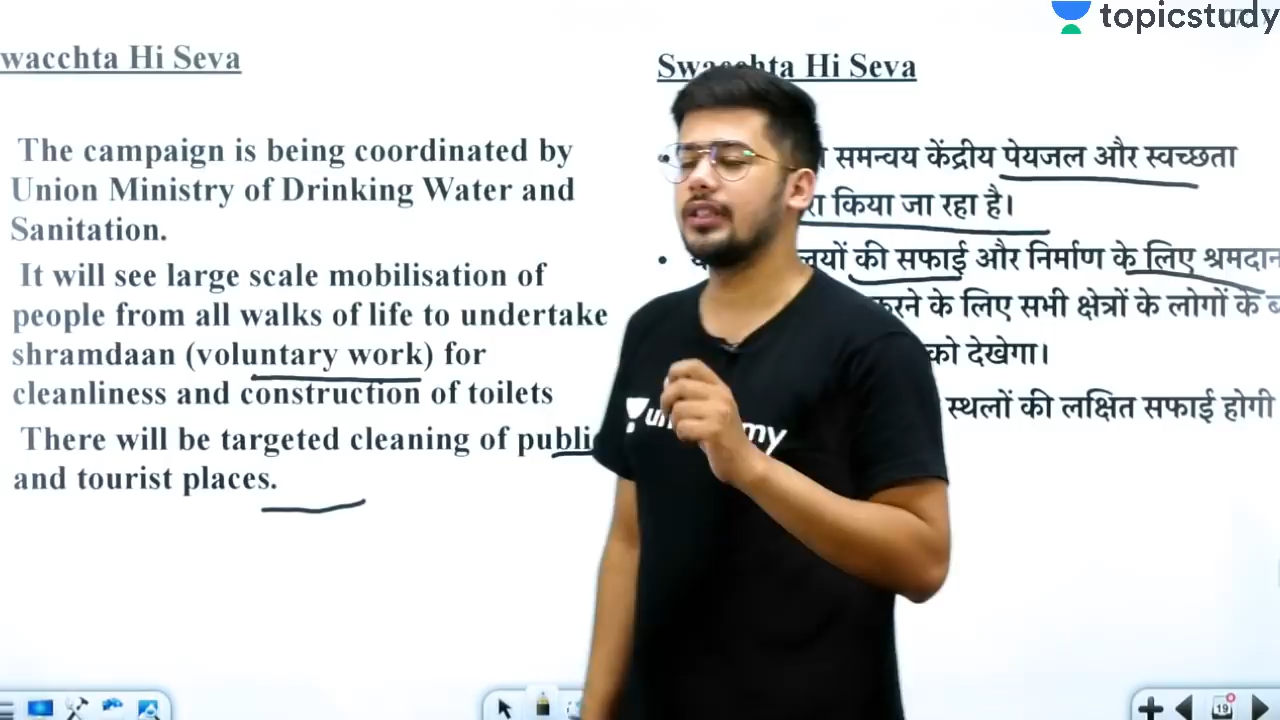 topicstudy
wacchta Hi Seva
The campaign is being coordinated by
Union Ministry of Drinking Water and
Sanitation.
It will see large scale mobilisation of
people from all walks of life to undertake
shramdaan (voluntary work) for
cleanliness and construction of toilets
There will be targeted cleaning of publi
and tourist places.
Swacchta Hi Seva
समन्वय केंद्रीय पेयजल और स्वच्छता
रा किया जा रहा है।
की सफाई और निर्माण के लिए श्रमदान
करने के लिए सभी क्षेत्रों के लोगों के
को देखेगा।
स्थलों की लक्षित सफाई होगी
19